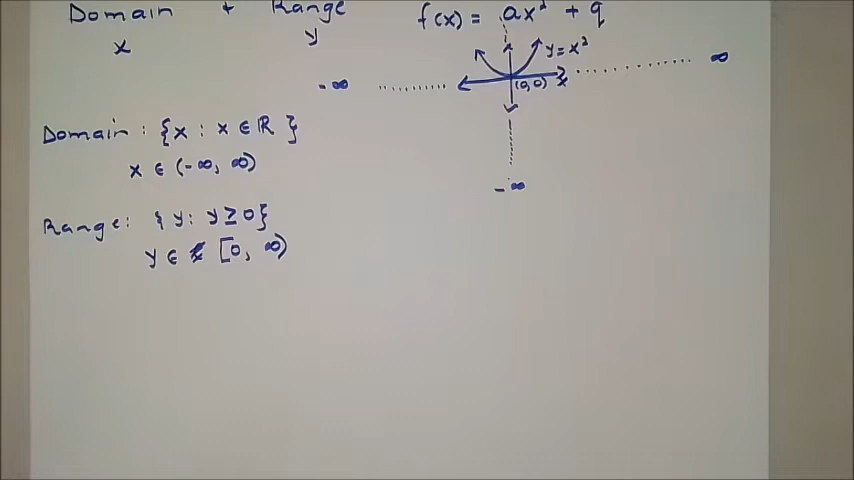 Domain + Range
x y
f(x) = ax² + q
y = x²
-∞ ∞
(0,0) x
-∞
Domain : {x : x ∈ ℝ }
x ∈ (-∞, ∞)
Range: { y: y ≥ 0}
y ∈ [0, ∞)